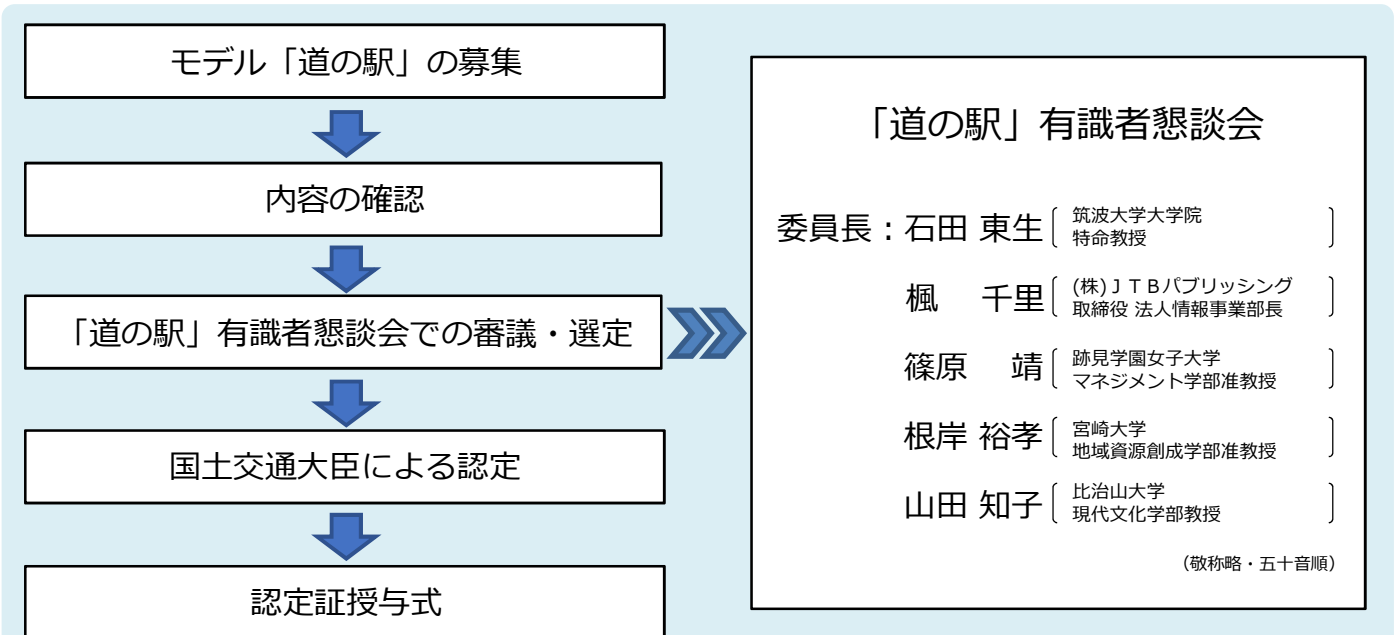 モデル「道の駅」の募集
内容の確認
「道の駅」有識者懇談会での審議・選定
国土交通大臣による認定
認定証授与式
「道の駅」有識者懇談会
委員長：石田 東生
筑波大学大学院
特命教授
楓 千里
(株)ＪＴＢパブリッシング
取締役 法人情報事業部長
篠原 靖
跡見学園女子大学
マネジメント学部准教授
根岸 裕孝
宮崎大学
地域資源創成学部准教授
山田 知子
比治山大学
現代文化学部教授
（敬称略・五十音順）